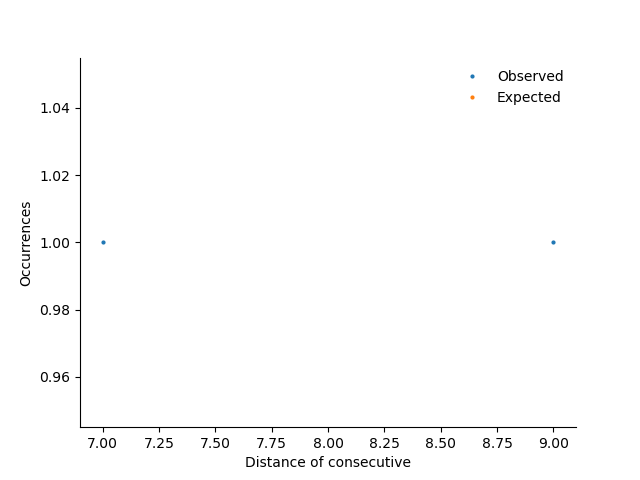 Observed
Expected
1.04
1.02
1.00
0.98
0.96
Occurrences
7.00 7.25 7.50 7.75 8.00 8.25 8.50 8.75 9.00
Distance of consecutive